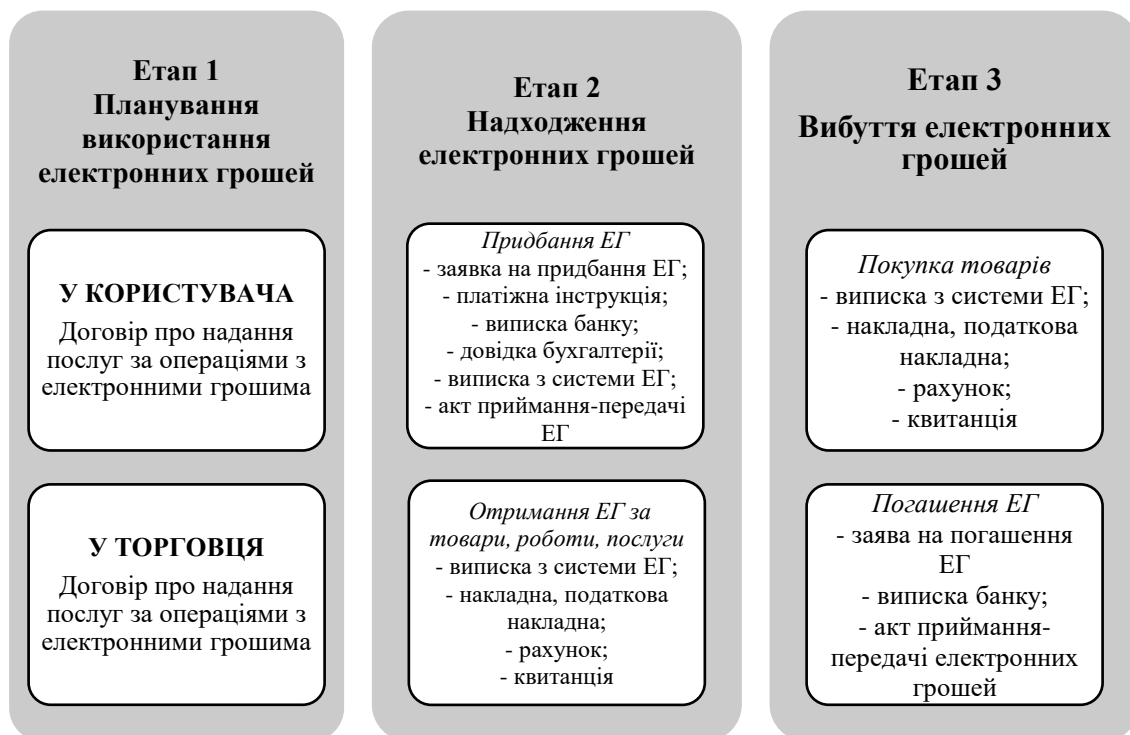 Етап 1
Планування
використання
електронних грошей
У КОРИСТУВАЧА
Договір про надання
послуг за операціями з
електронними грошима
У ТОРГОВЦЯ
Договір про надання
послуг за операціями з
електронними грошима
Етап 2
Надходження
електронних грошей
Придбання ЕГ
- заявка на придбання ЕГ;
- платіжна інструкція;
- виписка банку;
- довідка бухгалтерії;
- виписка з системи ЕГ;
- акт приймання-передачі
ЕГ
Отримання ЕГ за
товари, роботи, послуги
- виписка з системи ЕГ;
- накладна, податкова
накладна;
- рахунок;
- квитанція
Етап 3
Вибуття електронних
грошей
Покупка товарів
- виписка з системи ЕГ;
- накладна, податкова
накладна;
- рахунок;
- квитанція
Погашення ЕГ
- заява на погашення
ЕГ
- виписка банку;
- акт приймання-
передачі електронних
грошей